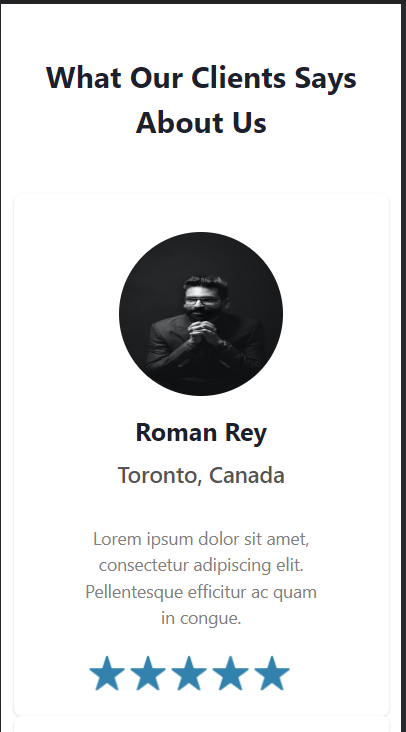 What Our Clients Says
About Us
Roman Rey
Toronto, Canada
Lorem ipsum dolor sit amet,
consectetur adipiscing elit.
Pellentesque efficitur ac quam
in congue.